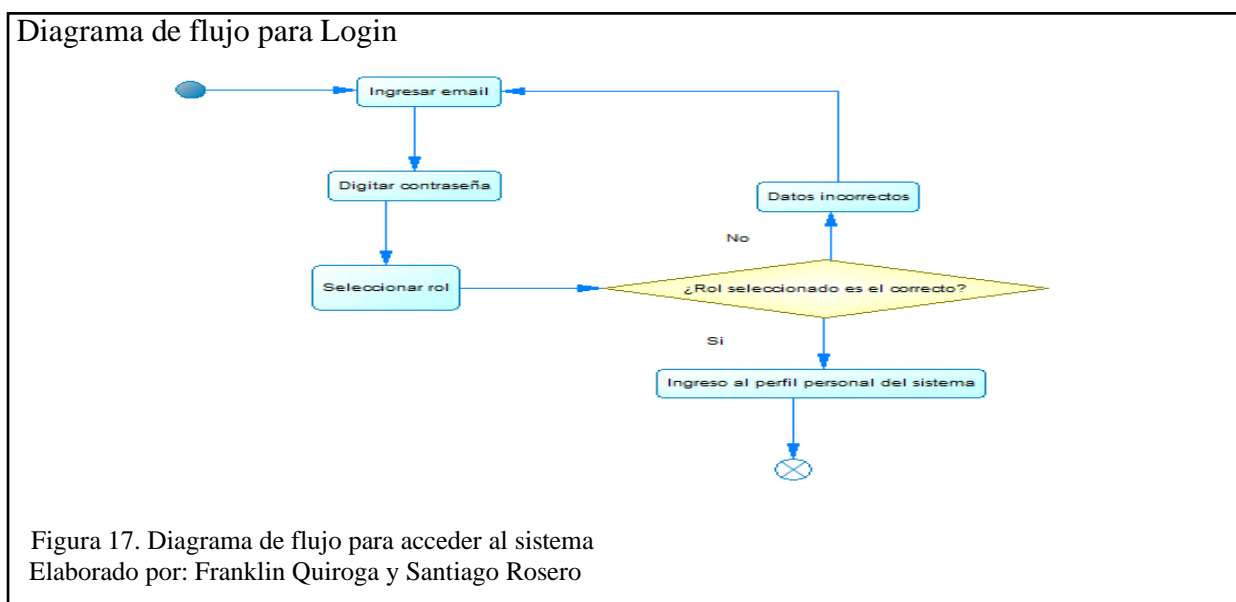 Diagrama de flujo para Login
Ingresar email
Digitar contraseña
Datos incorrectos
No
Seleccionar rol
¿Rol seleccionado es el correcto?
Si
Ingreso al perfil personal del sistema
Figura 17. Diagrama de flujo para acceder al sistema
Elaborado por: Franklin Quiroga y Santiago Rosero